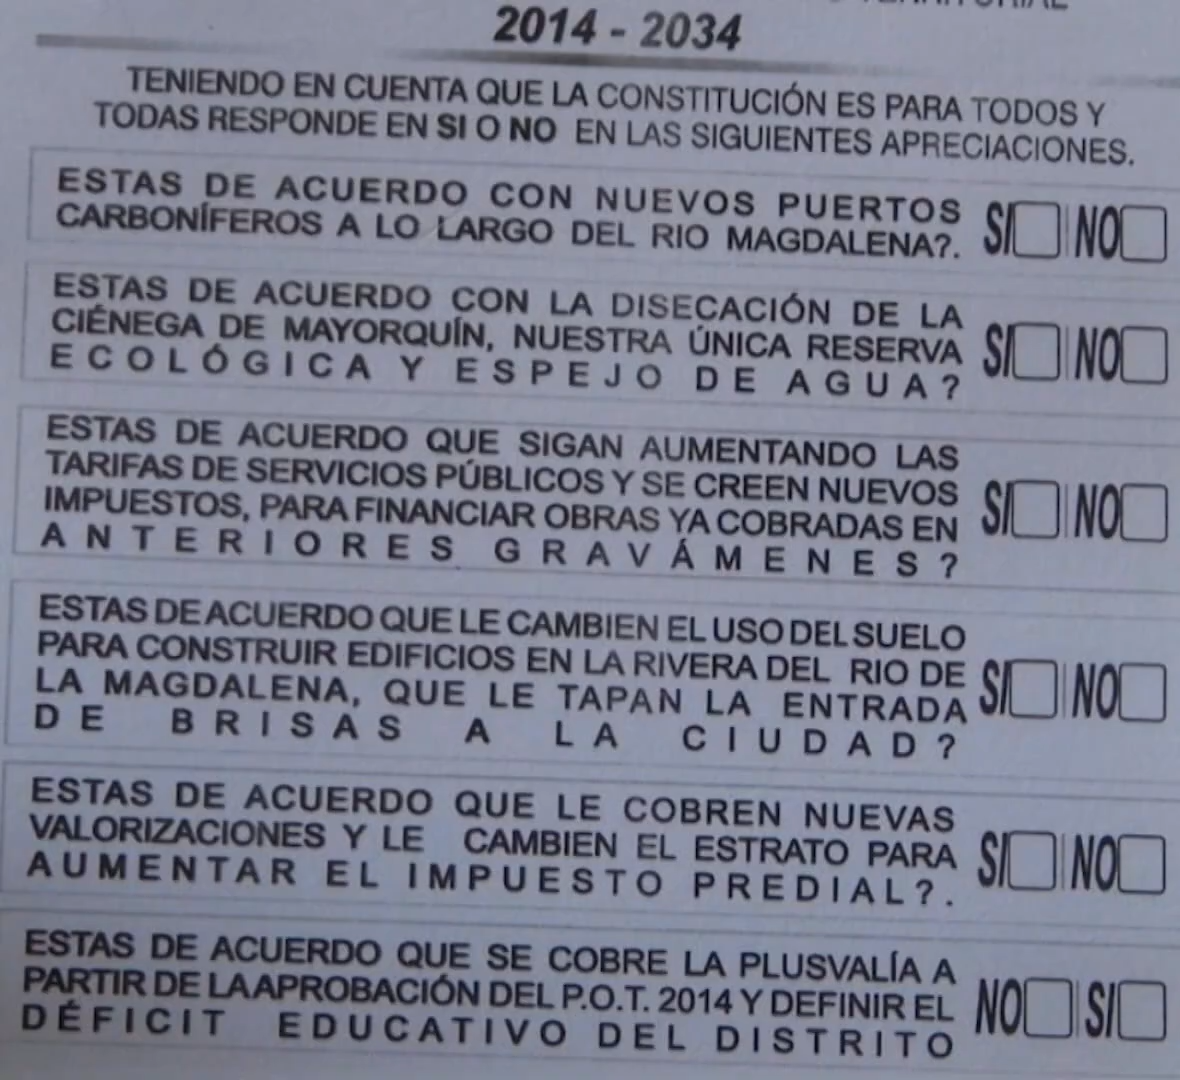 2014 - 2034
TENIENDO EN CUENTA QUE LA CONSTITUCIÓN ES PARA TODOS Y
TODAS RESPONDE EN SI O NO EN LAS SIGUIENTES APRECIACIONES.
ESTAS DE ACUERDO CON NUEVOS PUERTOS
CARBONÍFEROS A LO LARGO DEL RIO MAGDALENA?.
SI NO
ESTAS DE ACUERDO CON LA DISECACIÓN DE LA
CIÉNEGA DE MAYORQUÍN, NUESTRA ÚNICA RESERVA
ECOLÓGICA Y ESPEJO DE AGUA?
SI NO
ESTAS DE ACUERDO QUE SIGAN AUMENTANDO LAS
TARIFAS DE SERVICIOS PÚBLICOS Y SE CREEN NUEVOS
IMPUESTOS, PARA FINANCIAR OBRAS YA COBRADAS EN
ANTERIORES GRAVÁMENES?
SI NO
ESTAS DE ACUERDO QUE LE CAMBIEN EL USO DEL SUELO
PARA CONSTRUIR EDIFICIOS EN LA RIVERA DEL RIO DE
LA MAGDALENA, QUE LE TAPAN LA ENTRADA
DE BRISAS A LA CIUDAD?
SI NO
ESTAS DE ACUERDO QUE LE COBREN NUEVAS
VALORIZACIONES Y LE CAMBIEN EL ESTRATO PARA
AUMENTAR EL IMPUESTO PREDIAL?.
SI NO
ESTAS DE ACUERDO QUE SE COBRE LA PLUSVALÍA A
PARTIR DE LA APROBACIÓN DEL P.O.T. 2014 Y DEFINIR EL
DÉFICIT EDUCATIVO DEL DISTRITO
NO SI